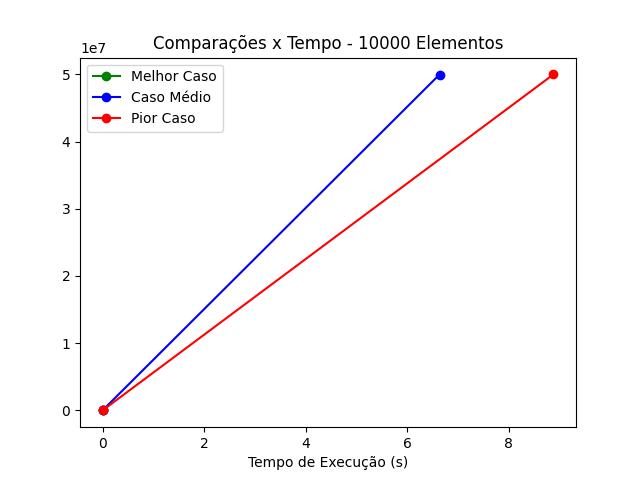 Comparações x Tempo - 10000 Elementos
1e7
Melhor Caso
Caso Médio
Pior Caso
5
4
3
2
1
0
0 2 4 6 8
Tempo de Execução (s)